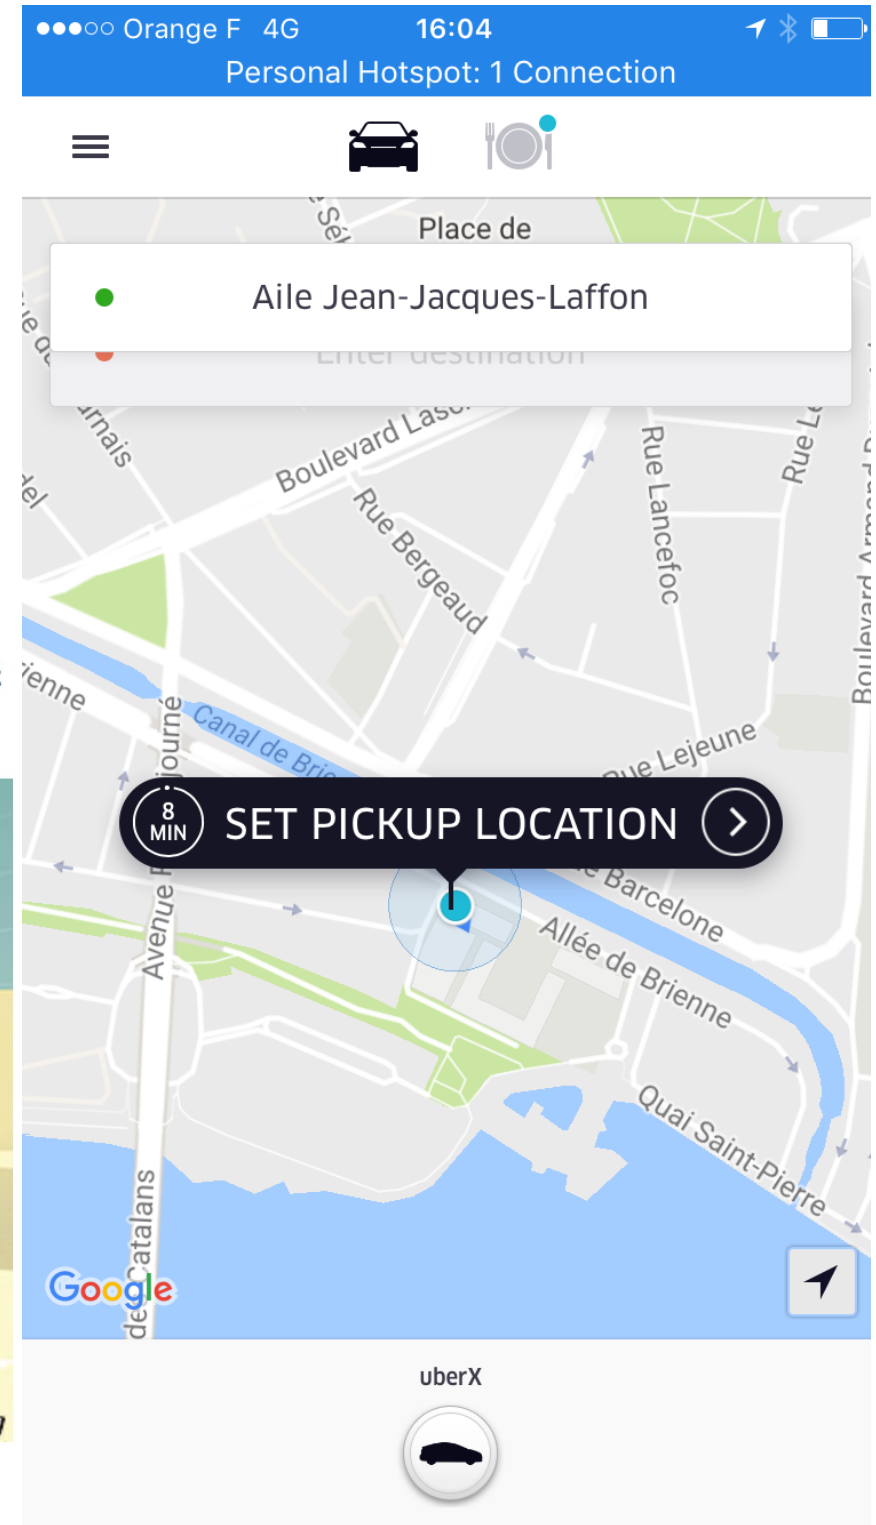 Orange F 4G 16:04
Personal Hotspot: 1 Connection
Place de
Aile Jean-Jacques-Laffon
Enter destination
Boulevard
Rue Bergeaud
Rue Lancefoc
Canal de Brie
Rue Lejeune
8
MIN
SET PICKUP LOCATION
Avenue
Barcelone
Allée de Brienne
Quai Saint-Pierre
Catalans
Google
uberX